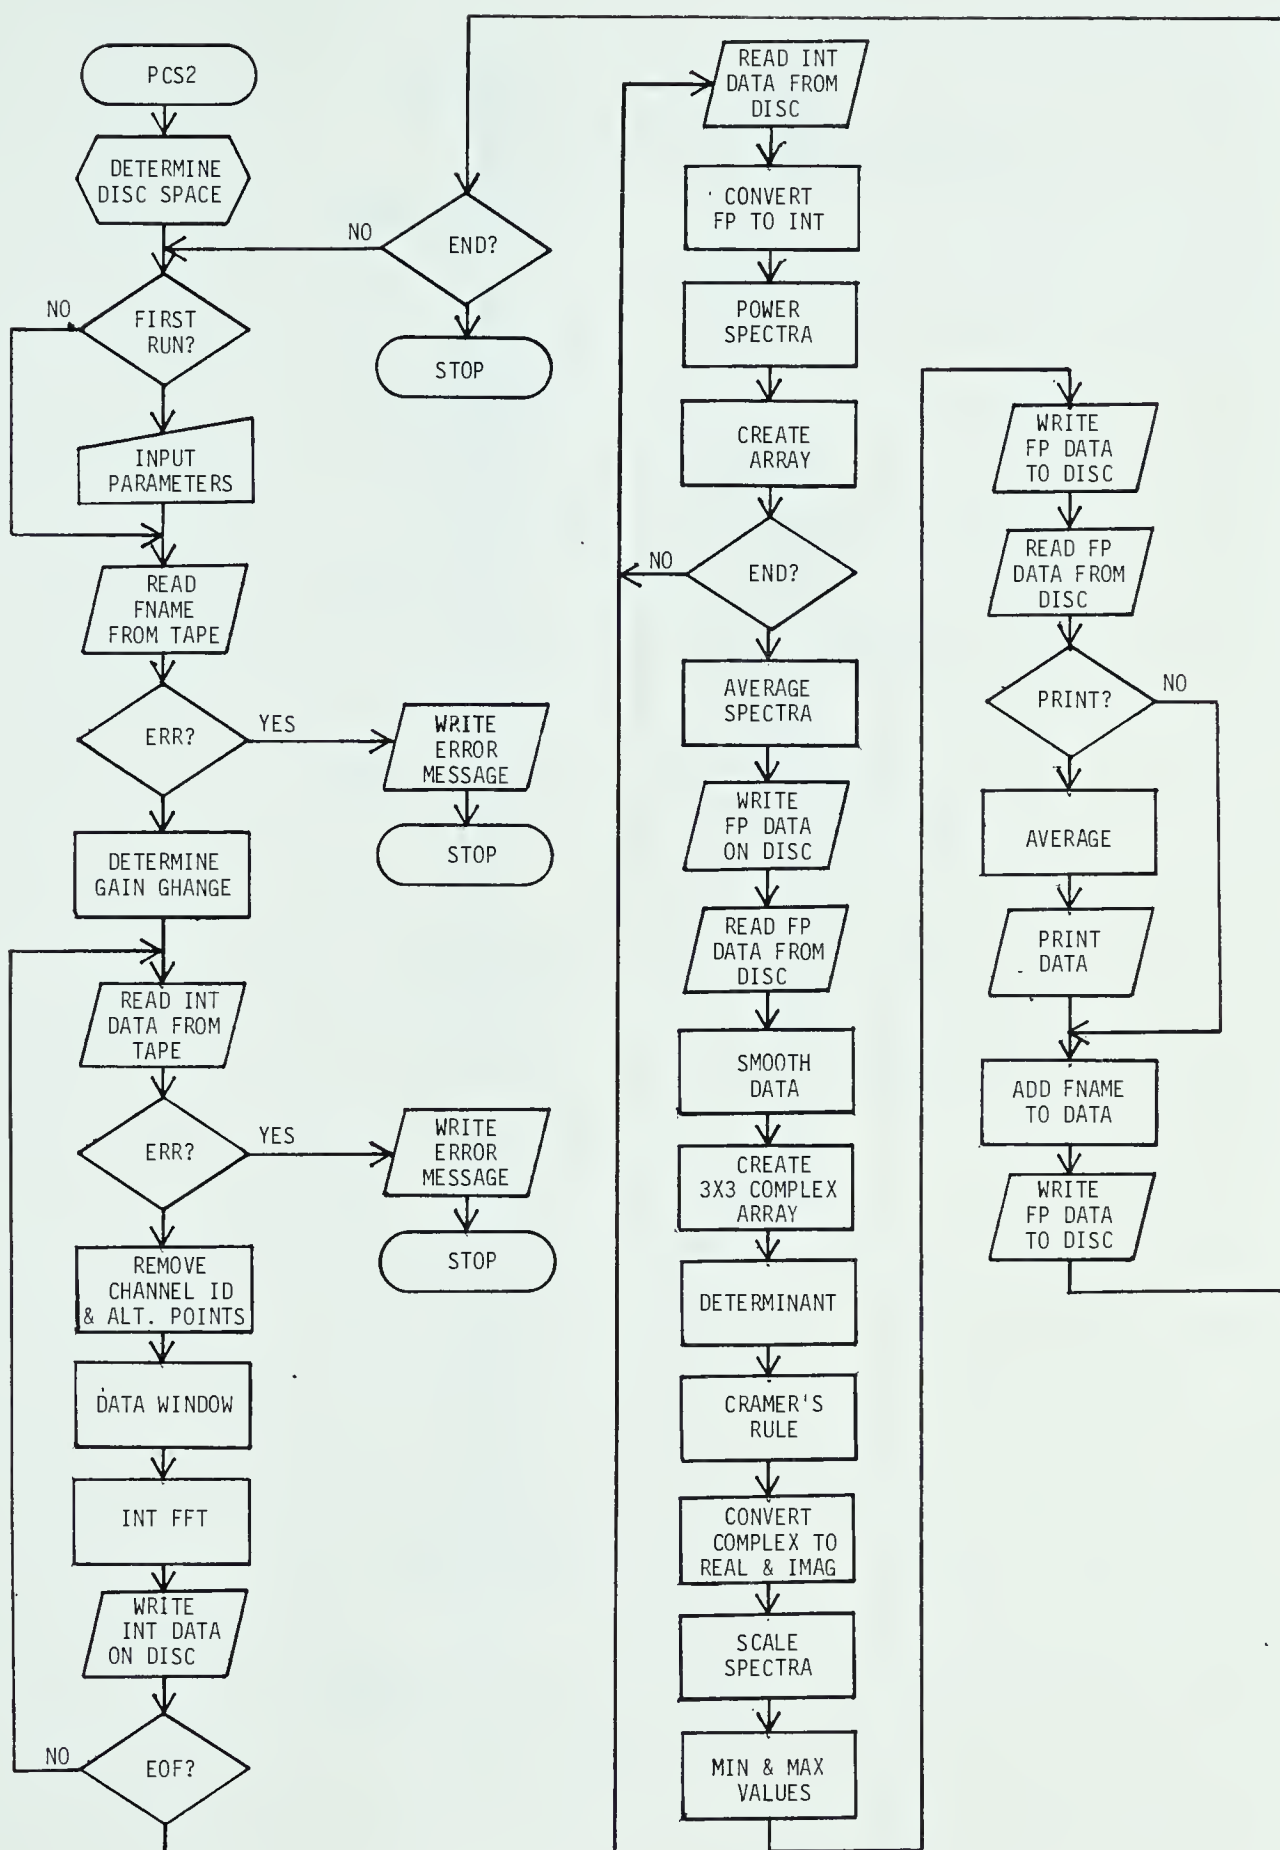 PCS2
DETERMINE
DISC SPACE
NO
END?
STOP
NO
FIRST
RUN?
INPUT
PARAMETERS
READ
FNAME
FROM TAPE
ERR?
YES
WRITE
ERROR
MESSAGE
STOP
DETERMINE
GAIN GHANGE
READ INT
DATA FROM
TAPE
ERR?
YES
WRITE
ERROR
MESSAGE
STOP
REMOVE
CHANNEL ID
& ALT. POINTS
DATA WINDOW
INT FFT
WRITE
INT DATA
ON DISC
NO
EOF?
READ INT
DATA FROM
DISC
CONVERT
FP TO INT
POWER
SPECTRA
CREATE
ARRAY
NO
END?
AVERAGE
SPECTRA
WRITE
FP DATA
ON DISC
READ FP
DATA FROM
DISC
SMOOTH
DATA
CREATE
3X3 COMPLEX
ARRAY
DETERMINANT
CRAMER'S
RULE
CONVERT
COMPLEX TO
REAL & IMAG
SCALE
SPECTRA
MIN & MAX
VALUES
WRITE
FP DATA
TO DISC
READ FP
DATA FROM
DISC
PRINT?
NO
AVERAGE
PRINT
DATA
ADD FNAME
TO DATA
WRITE
FP DATA
TO DISC